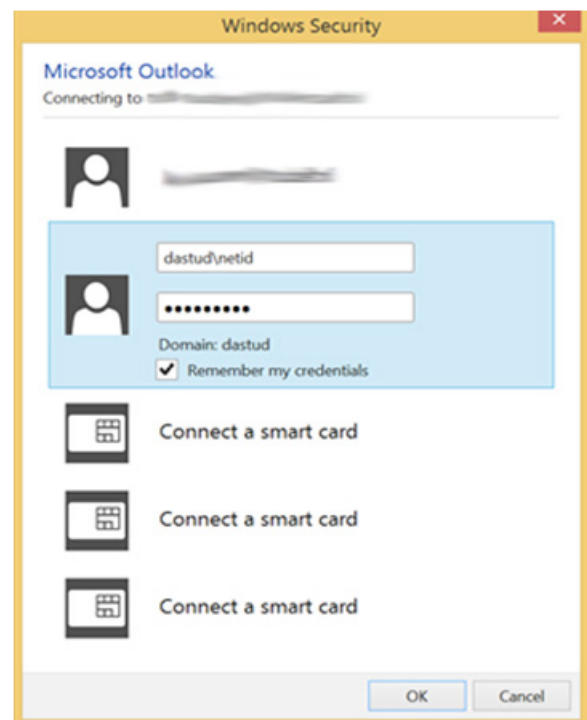 Windows Security
Microsoft Outlook
Connecting to
dastud\netid
•••••••••
Domain: dastud
Remember my credentials
Connect a smart card
Connect a smart card
Connect a smart card
OK
Cancel